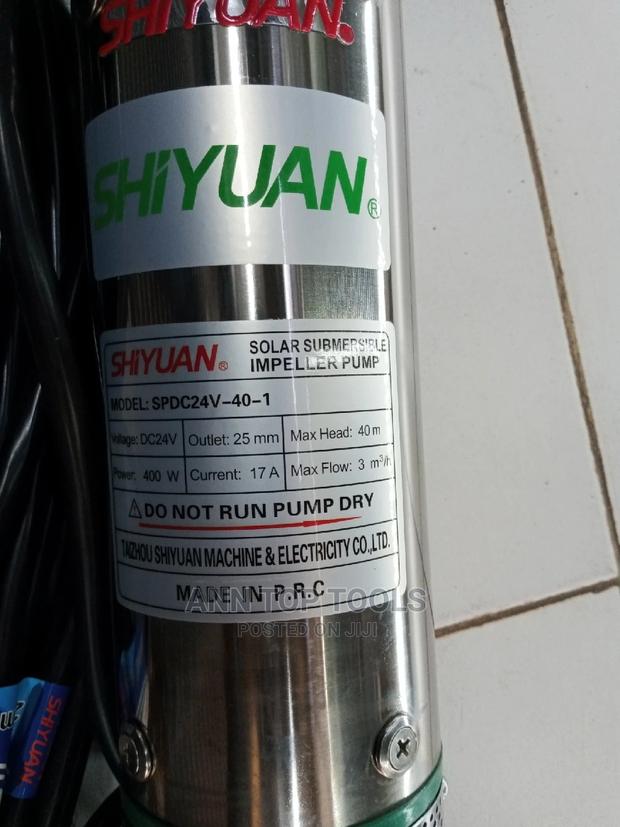 SHIYUAN.
SHiYUAN®
SHIYUAN® SOLAR SUBMERSIBLE
IMPELLER PUMP
MODEL: SPDC24V-40-1
Voltage: DC24V Outlet: 25 mm Max Head: 40 m
Power: 400 W Current: 17 A Max Flow: 3 m³/h
⚠ DO NOT RUN PUMP DRY
TAIZHOU SHIYUAN MACHINE & ELECTRICITY CO.,LTD.
MADE IN P.R.C
ANN TOP TOOLS
POSTED ON JIJI
SHIYUAN